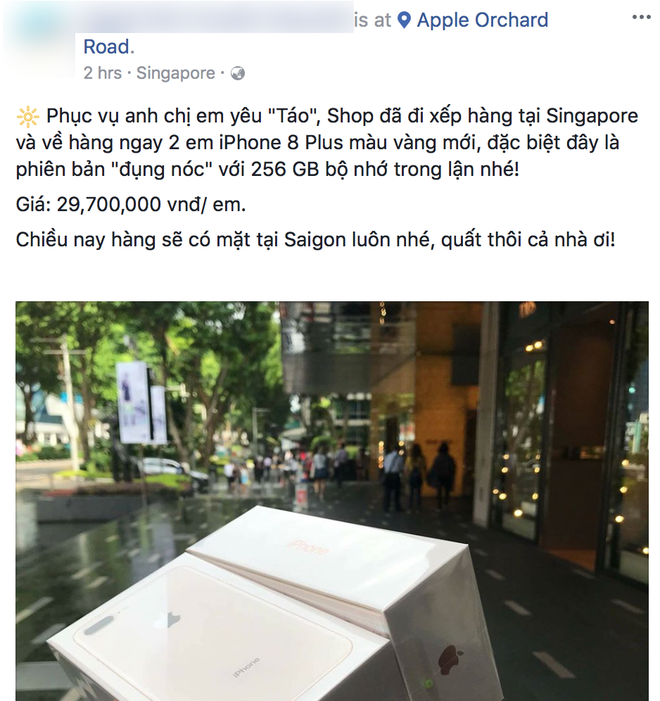 is at Apple Orchard
Road.
2 hrs · Singapore ·
Phục vụ anh chị em yêu "Táo", Shop đã đi xếp hàng tại Singapore
và về hàng ngay 2 em iPhone 8 Plus màu vàng mới, đặc biệt đây là
phiên bản "đụng nóc" với 256 GB bộ nhớ trong lận nhé!
Giá: 29,700,000 vnđ/ em.
Chiều nay hàng sẽ có mặt tại Saigon luôn nhé, quất thôi cả nhà ơi!
iPhone
iPhone